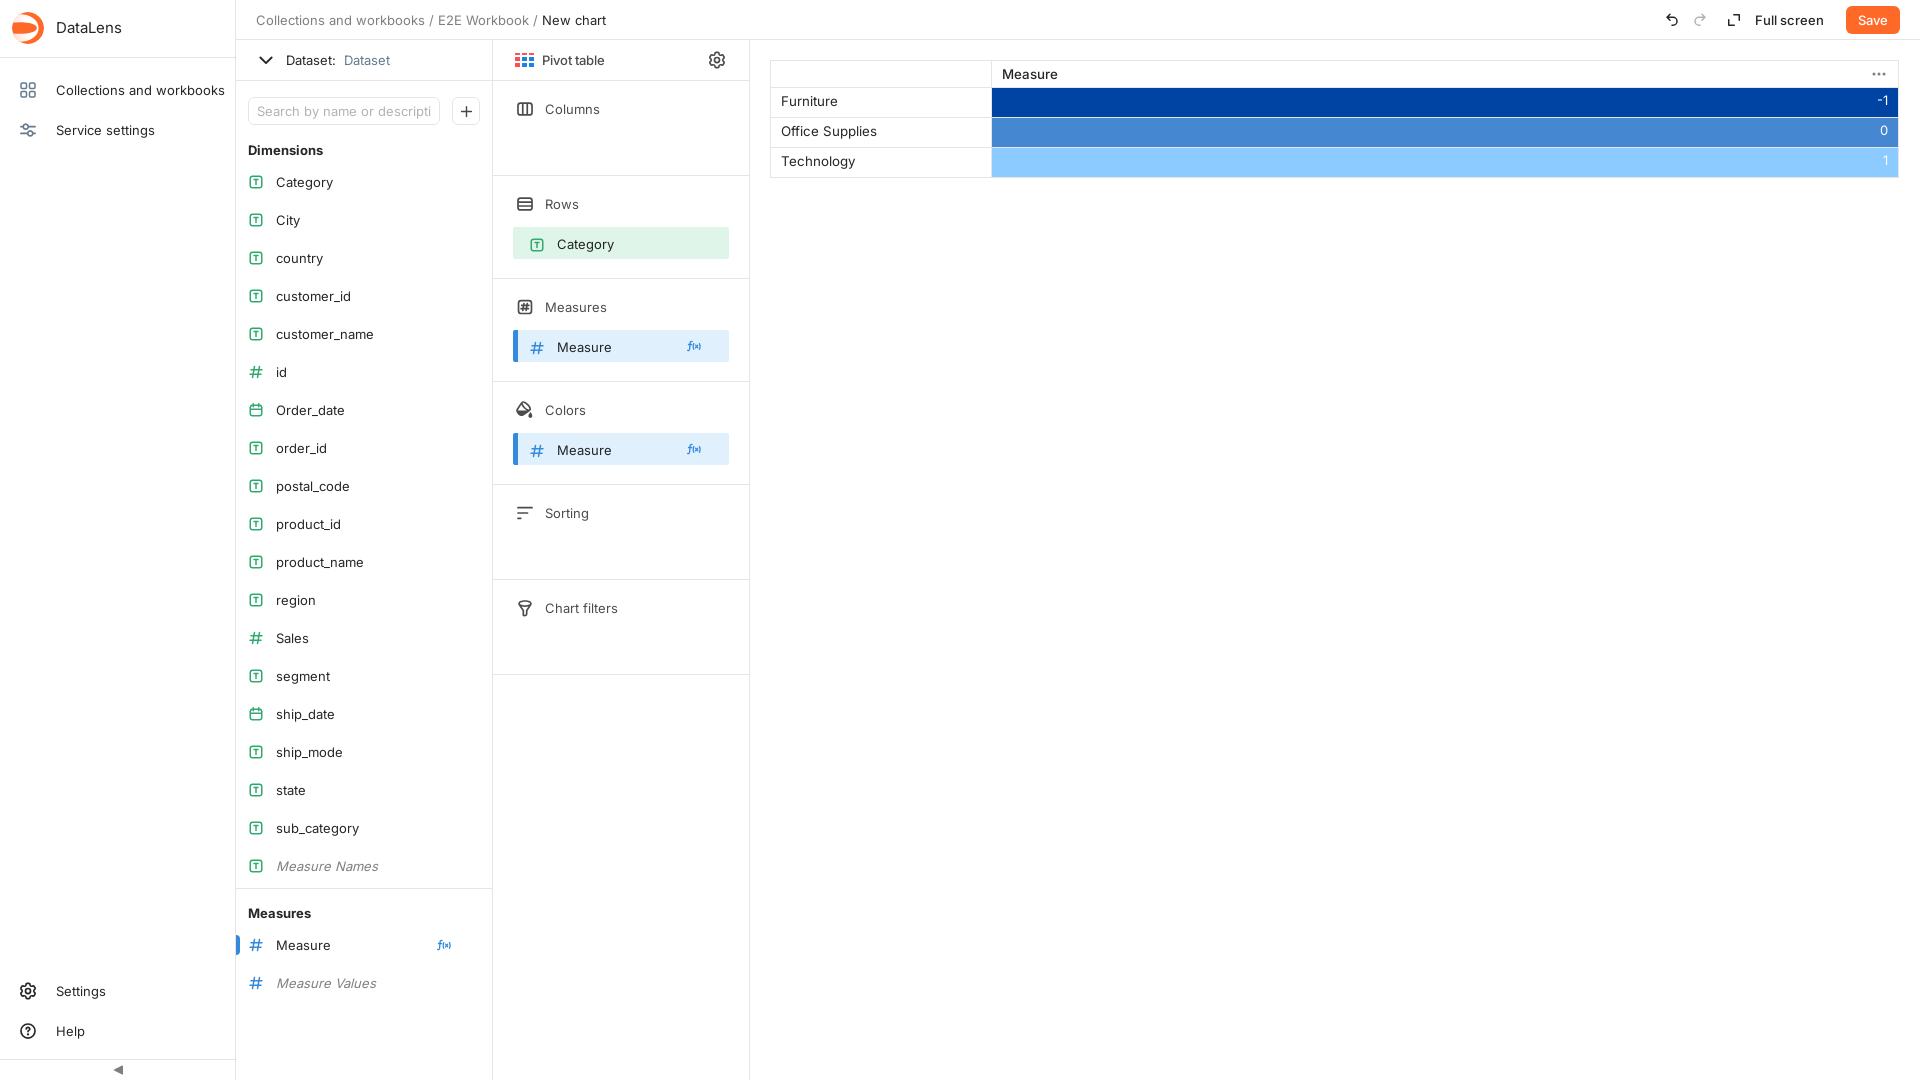 DataLens
Collections and workbooks
Service settings
Settings
Help
Collections and workbooks / E2E Workbook / New chart
Full screen
Save
Dataset: Dataset
Search by name or descripti
Dimensions
Category
City
country
customer_id
customer_name
id
Order_date
order_id
postal_code
product_id
product_name
region
Sales
segment
ship_date
ship_mode
state
sub_category
Measure Names
Measures
Measure
Measure Values
Pivot table
Columns
Rows
Category
Measures
Measure
Colors
Measure
Sorting
Chart filters
Measure
Furniture -1
Office Supplies 0
Technology 1